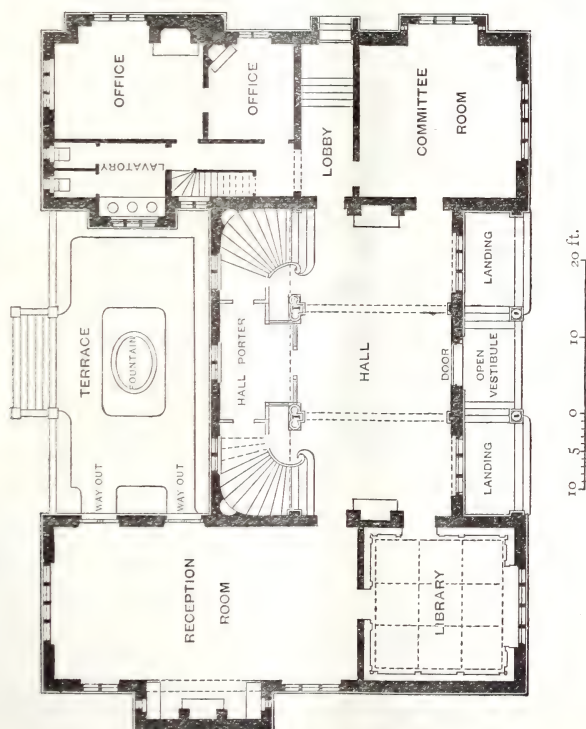 OFFICE
OFFICE
LAVATORY
LOBBY
COMMITTEE
ROOM
TERRACE
FOUNTAIN
HALL PORTER
HALL
DOOR
LANDING
OPEN
VESTIBULE
LANDING
WAY OUT
WAY OUT
RECEPTION
ROOM
LIBRARY
10 5 0 10 20 ft.